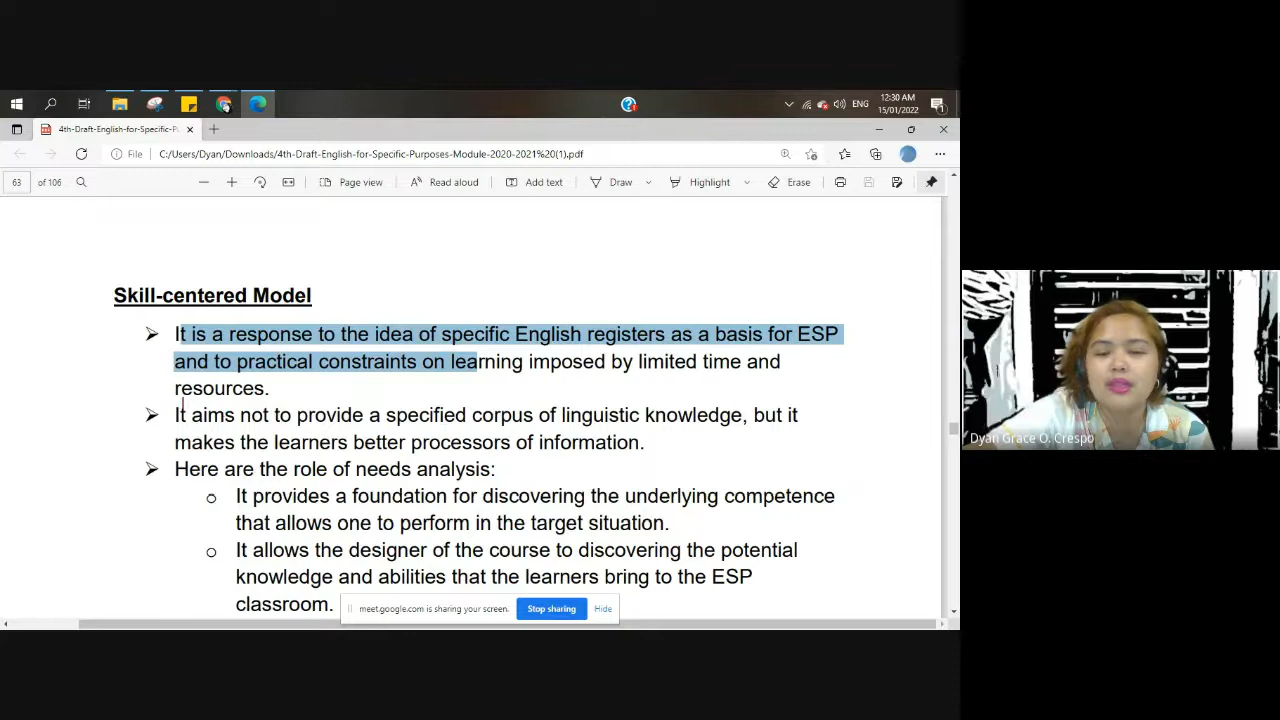 12:30 AM
ENG
15/01/2022
4th-Draft-English-for-Specific-Pu
File
C:/Users/Dyan/Downloads/4th-Draft-English-for-Specific-Purposes-Module-2020-2021%20(1).pdf
63 of 106
Page view
Read aloud
Add text
Draw
Highlight
Erase
Skill-centered Model
It is a response to the idea of specific English registers as a basis for ESP
and to practical constraints on learning imposed by limited time and
resources.
It aims not to provide a specified corpus of linguistic knowledge, but it
makes the learners better processors of information.
Here are the role of needs analysis:
It provides a foundation for discovering the underlying competence
that allows one to perform in the target situation.
It allows the designer of the course to discovering the potential
knowledge and abilities that the learners bring to the ESP
classroom.
meet.google.com is sharing your screen.
Stop sharing
Hide
Dyan Grace O. Crespo